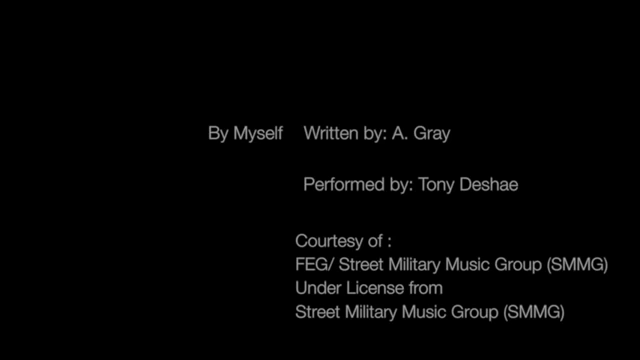 By Myself Written by: A. Gray
Performed by: Tony Deshae
Courtesy of :
FEG/ Street Military Music Group (SMMG)
Under License from
Street Military Music Group (SMMG)